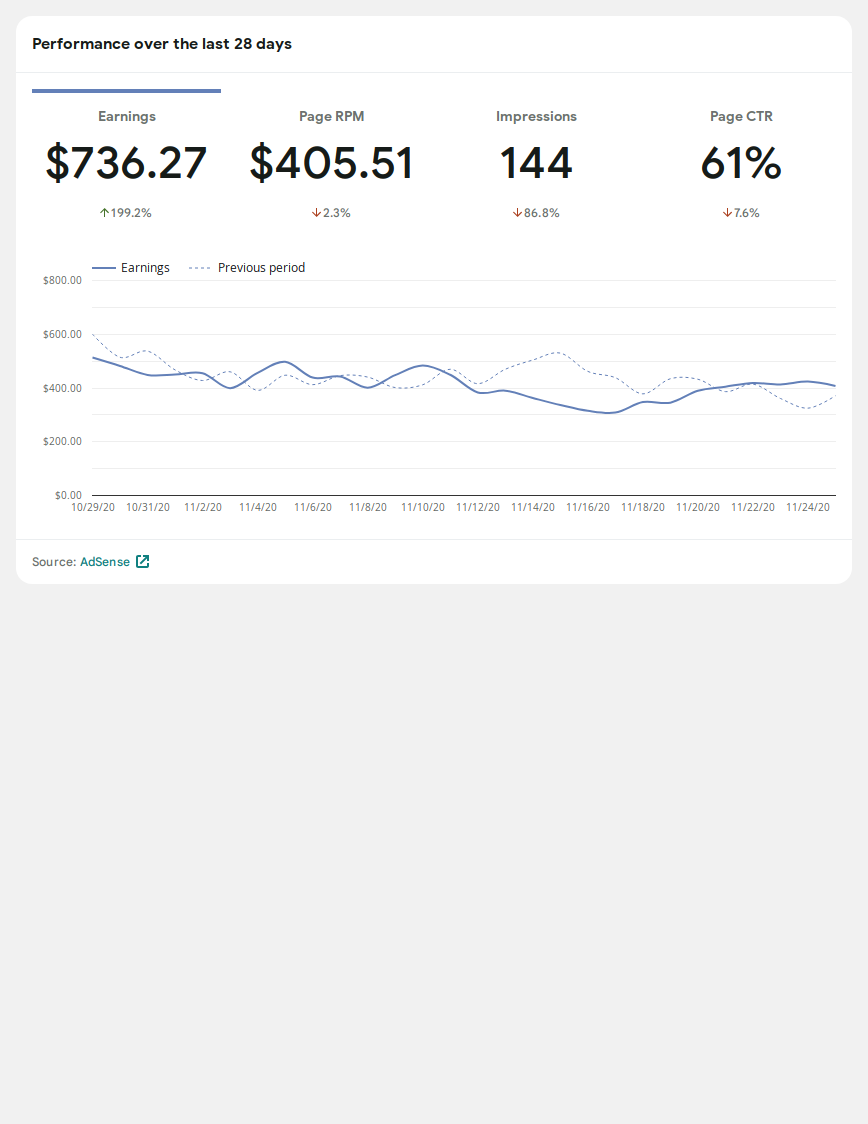 Performance over the last 28 days
Earnings Page RPM Impressions Page CTR
$736.27 $405.51 144 61%
199.2% 2.3% 86.8% 7.6%
Earnings Previous period
$800.00
$600.00
$400.00
$200.00
$0.00
10/29/20 10/31/20 11/2/20 11/4/20 11/6/20 11/8/20 11/10/20 11/12/20 11/14/20 11/16/20 11/18/20 11/20/20 11/22/20 11/24/20
Source: AdSense